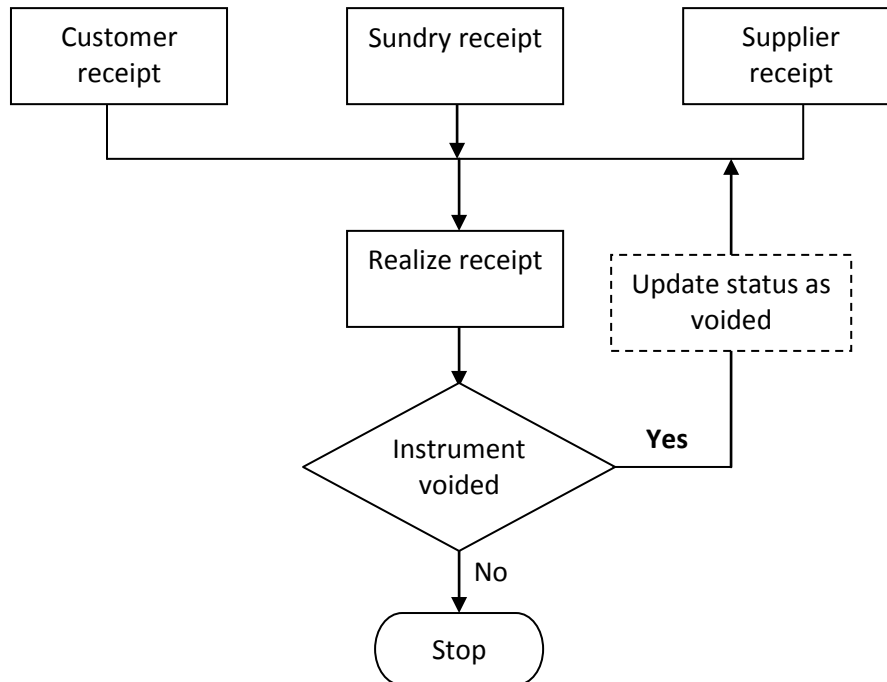 Customer
receipt
Sundry receipt
Supplier
receipt
Realize receipt
Update status as
voided
Instrument
voided
Yes
No
Stop